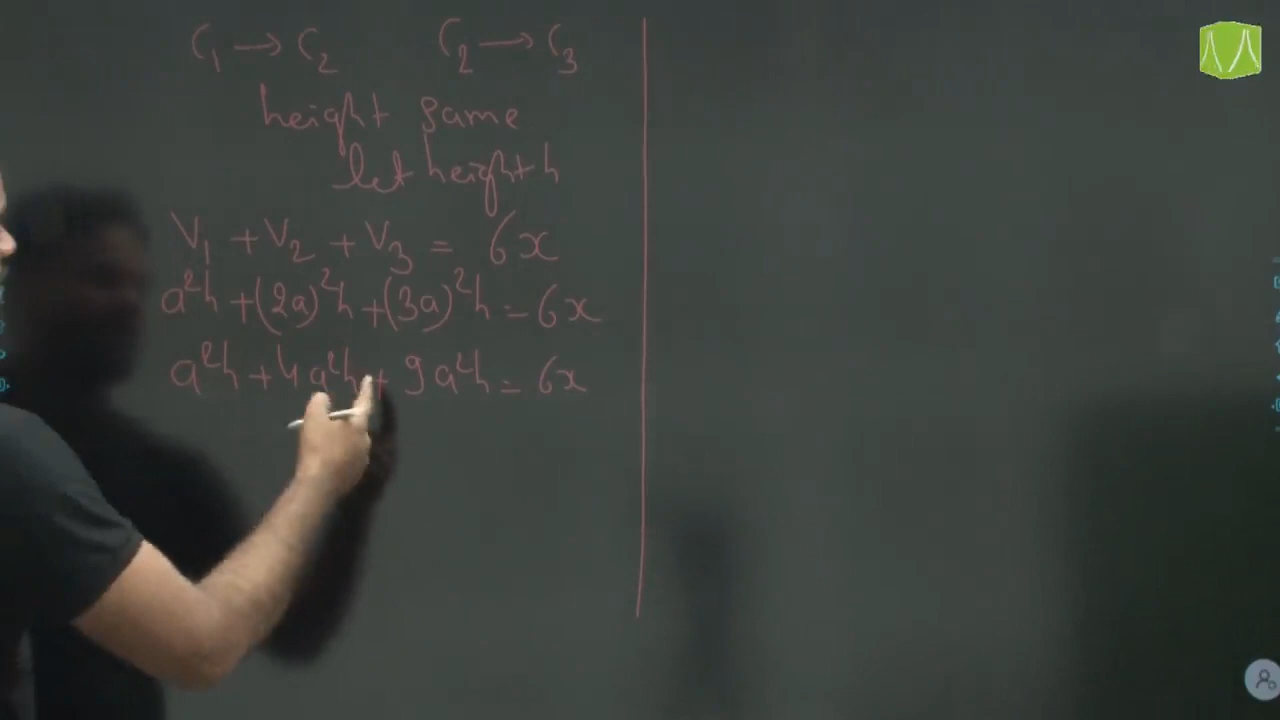 C₁ → C₂ C₂ → C₃
height same
let height h
V₁ + V₂ + V₃ = 6x
a²h + (2a)²h + (3a)²h = 6x
a²h + 4a²h + 9a²h = 6x